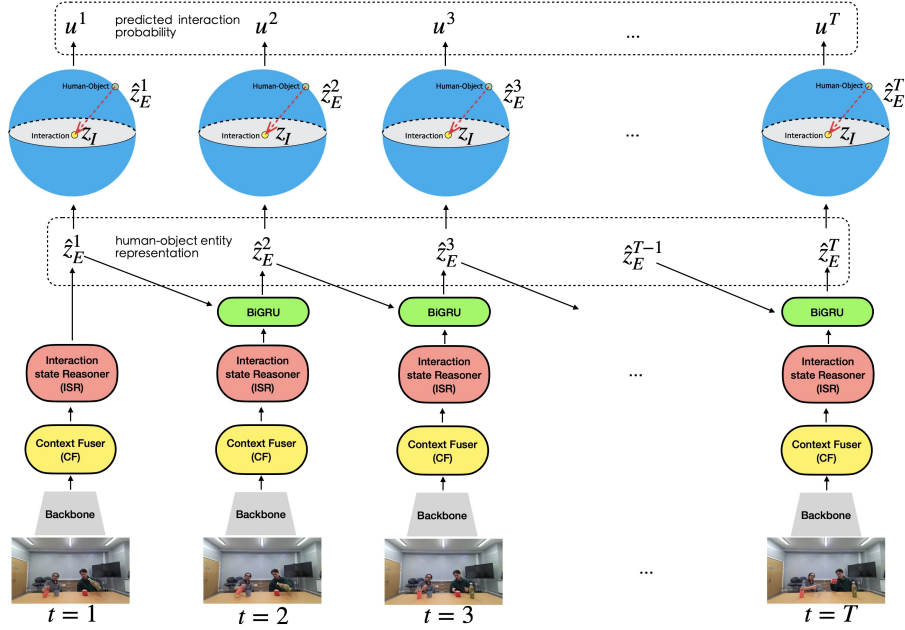 u^1 predicted interaction probability u^2 u^3 ... u^T
Human-Object ẑ_E^1 Human-Object ẑ_E^2 Human-Object ẑ_E^3 Human-Object ẑ_E^T
Interaction z_I Interaction z_I Interaction z_I ... Interaction z_I
human-object entity
representation
ẑ_E^1 ẑ_E^2 ẑ_E^3 ẑ_E^{T-1} ẑ_E^T
BiGRU BiGRU BiGRU
Interaction Interaction Interaction Interaction
state Reasoner state Reasoner state Reasoner ... state Reasoner
(ISR) (ISR) (ISR) (ISR)
Context Fuser Context Fuser Context Fuser Context Fuser
(CF) (CF) (CF) (CF)
Backbone Backbone Backbone Backbone
...
t = 1 t = 2 t = 3 t = T